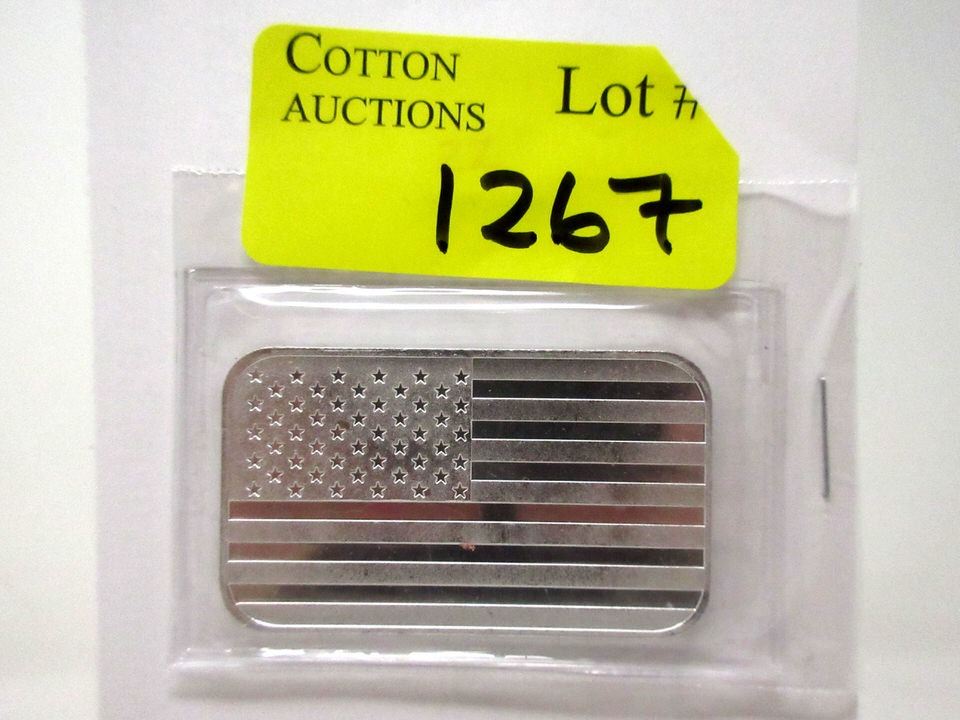 COTTON
AUCTIONS
Lot #
1267